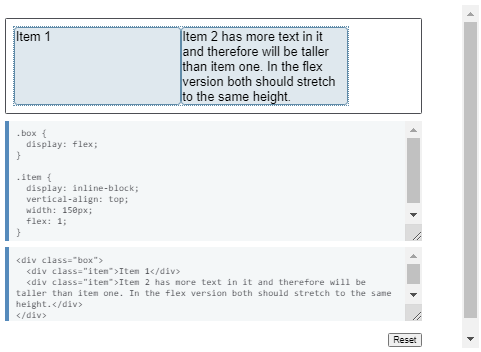 Item 1
Item 2 has more text in it
and therefore will be taller
than item one. In the flex
version both should stretch
to the same height.
.box {
  display: flex;
}
.item {
  display: inline-block;
  vertical-align: top;
  width: 150px;
  flex: 1;
}
<div class="box">
  <div class="item">Item 1</div>
  <div class="item">Item 2 has more text in it and therefore will be
taller than item one. In the flex version both should stretch to the same
height.</div>
</div>
Reset